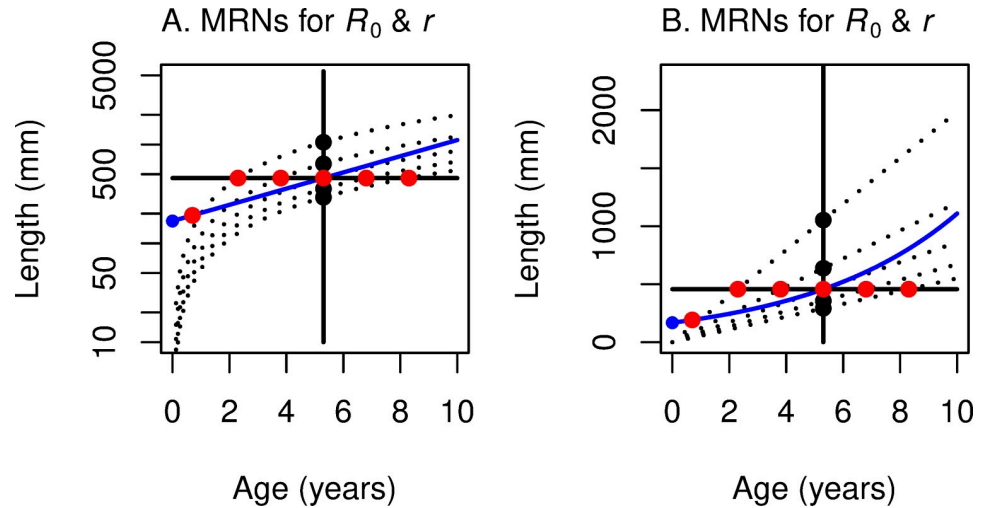 A. MRNs for R₀ & r
Length (mm)
5000
500
50
10
0 2 4 6 8 10
Age (years)
B. MRNs for R₀ & r
Length (mm)
2000
1000
0
0 2 4 6 8 10
Age (years)